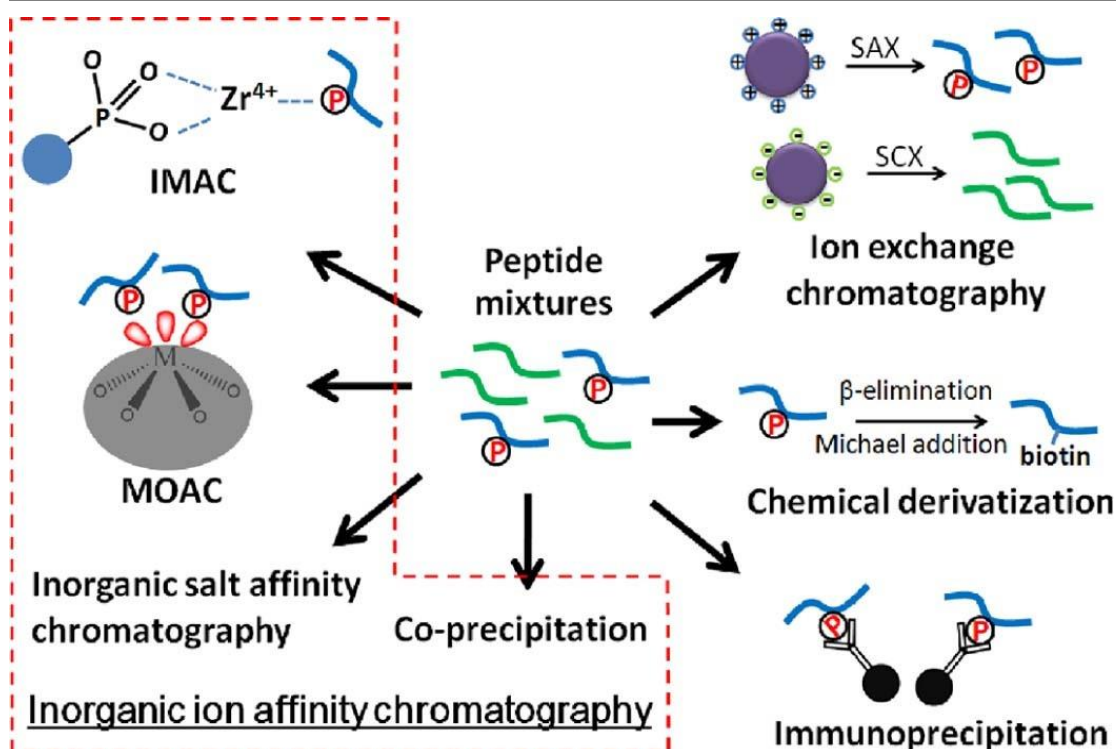 O
O
P
O
Zr4+
P
IMAC
P
P
M
O
O
O
O
MOAC
Inorganic salt affinity
chromatography
Co-precipitation
Inorganic ion affinity chromatography
Peptide
mixtures
P
P
SAX
P
P
SCX
Ion exchange
chromatography
P
β-elimination
Michael addition
biotin
Chemical derivatization
P
P
Immunoprecipitation